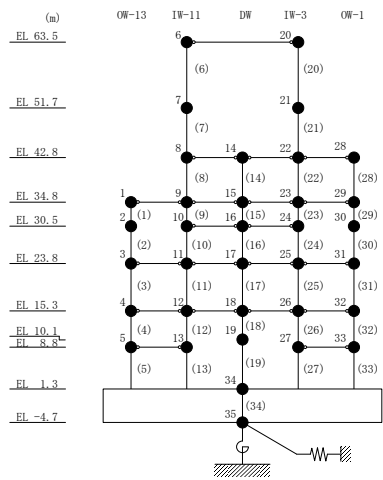 (m) OW-13 IW-11 DW IW-3 OW-1
EL 63.5 6 20
(6) (20)
EL 51.7 7 21
(7) (21)
EL 42.8 8 14 22 28
(8) (14) (22) (28)
EL 34.8 1 9 15 23 29
(1) (9) (15) (23) (29)
EL 30.5 2 10 16 24 30
(2) (10) (16) (24) (30)
EL 23.8 3 11 17 25 31
(3) (11) (17) (25) (31)
EL 15.3 4 12 18 26 32
(4) (12) (18) (26) (32)
EL 10.1 19
EL 8.8 5 13 27 33
(5) (13) (19) (27) (33)
EL 1.3 34
(34)
EL -4.7 35